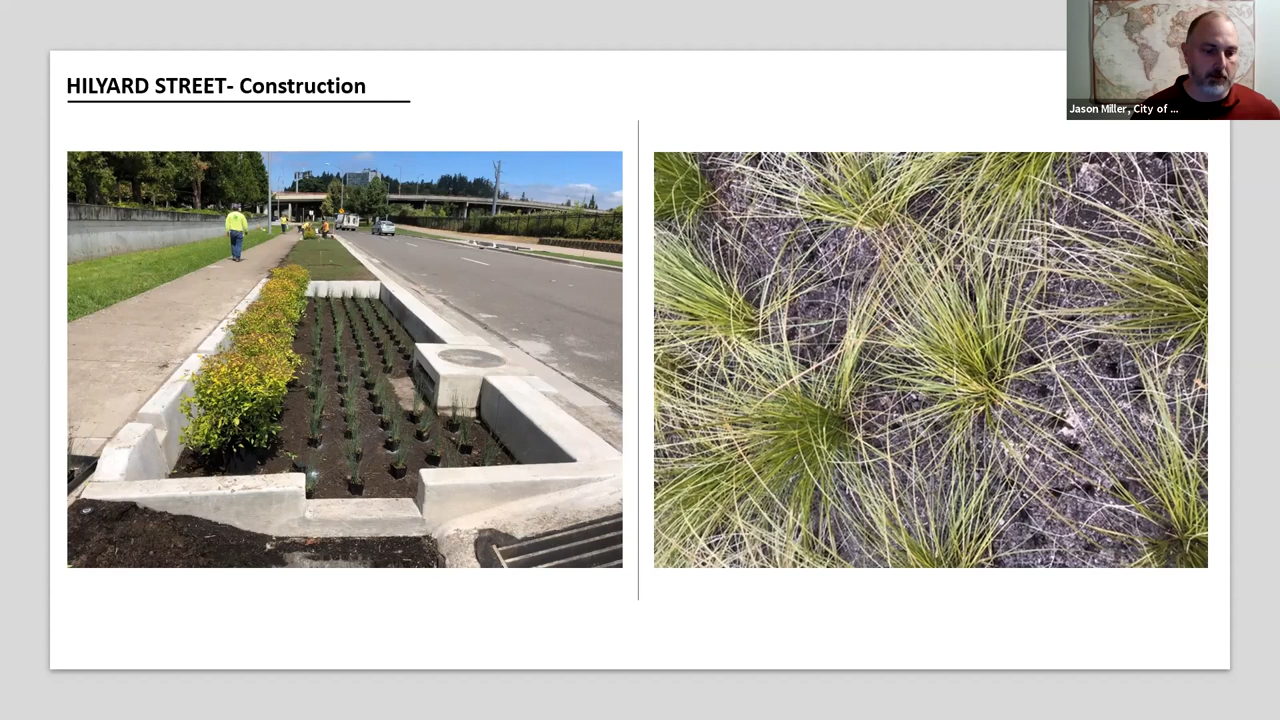 HILYARD STREET- Construction
Jason Miller, City of ...